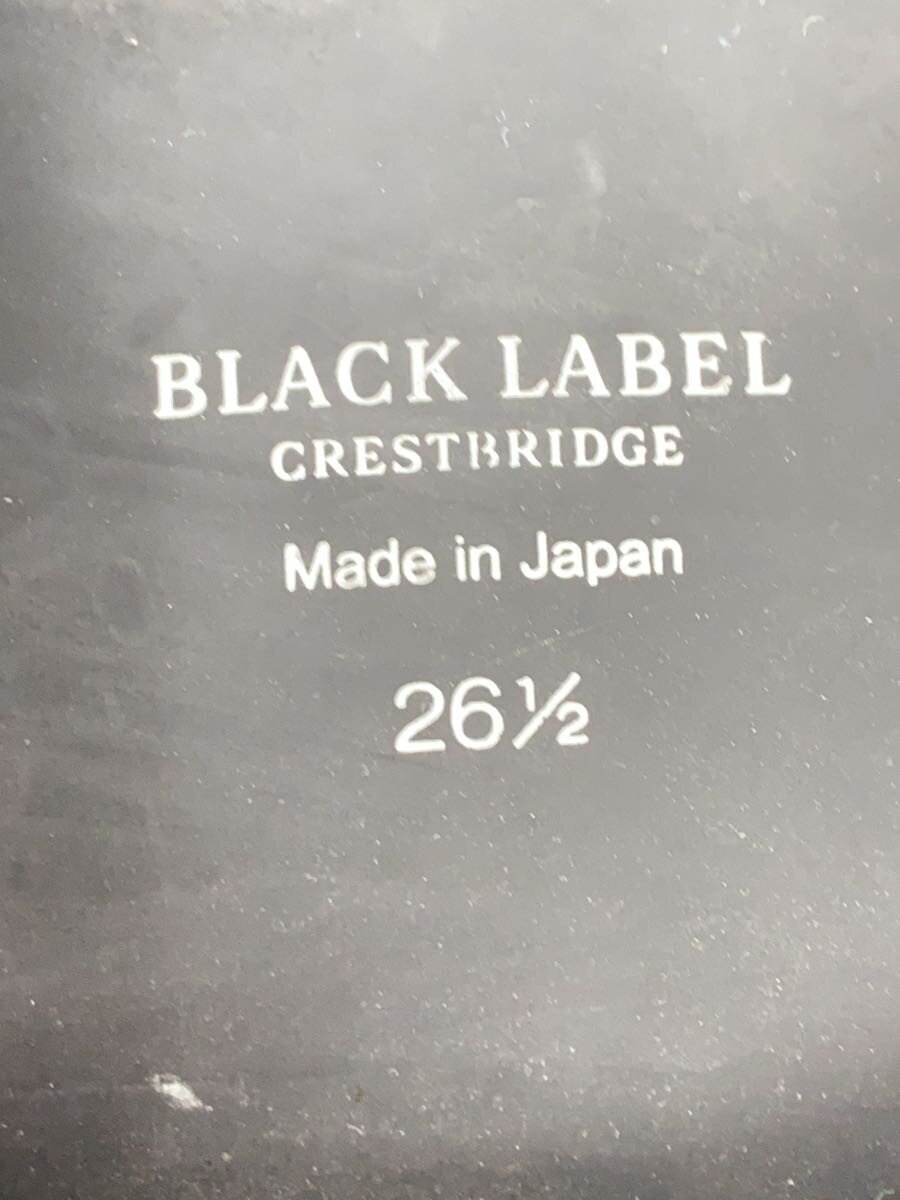 BLACK LABEL
CRESTBRIDGE
Made in Japan
26½